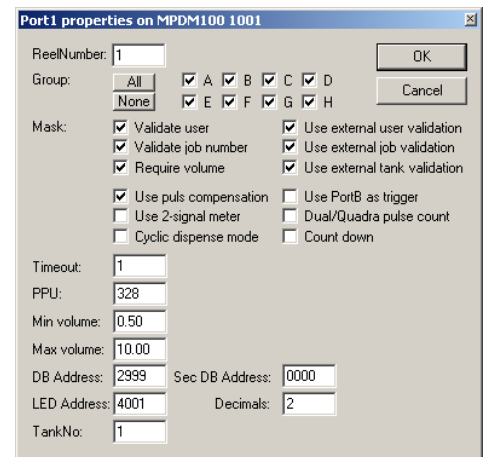 Port1 properties on MPDM100 1001
ReelNumber: 1 OK
Group: All A B C D Cancel
None E F G H
Mask: Validate user Use external user validation
Validate job number Use external job validation
Require volume Use external tank validation
Use puls compensation Use PortB as trigger
Use 2-signal meter Dual/Quadra pulse count
Cyclic dispense mode Count down
Timeout: 1
PPU: 328
Min volume: 0.50
Max volume: 10.00
DB Address: 2999 Sec DB Address: 0000
LED Address: 4001 Decimals: 2
TankNo: 1